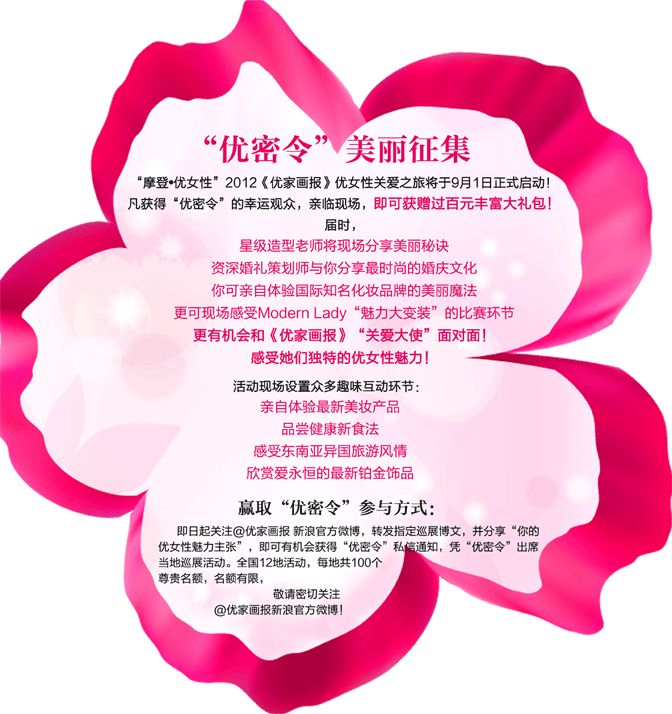 “优密令”美丽征集
“摩登•优女性”2012《优家画报》优女性关爱之旅将于9月1日正式启动！
凡获得“优密令”的幸运观众，亲临现场，即可获赠过百元丰富大礼包！
届时，
星级造型老师将现场分享美丽秘诀
资深婚礼策划师与你分享最时尚的婚庆文化
你可亲自体验国际知名化妆品牌的美丽魔法
更可现场感受Modern Lady“魅力大变装”的比赛环节
更有机会和《优家画报》“关爱大使”面对面！
感受她们独特的优女性魅力！
活动现场设置众多趣味互动环节：
亲自体验最新美妆产品
品尝健康新食法
感受东南亚异国旅游风情
欣赏爱永恒的最新铂金饰品
赢取“优密令”参与方式：
即日起关注@优家画报 新浪官方微博，转发指定巡展博文，并分享“你的
优女性魅力主张”，即可有机会获得“优密令”私信通知，凭“优密令”出席
当地巡展活动。全国12地活动，每地共100个
尊贵名额，名额有限，
敬请密切关注
@优家画报新浪官方微博！